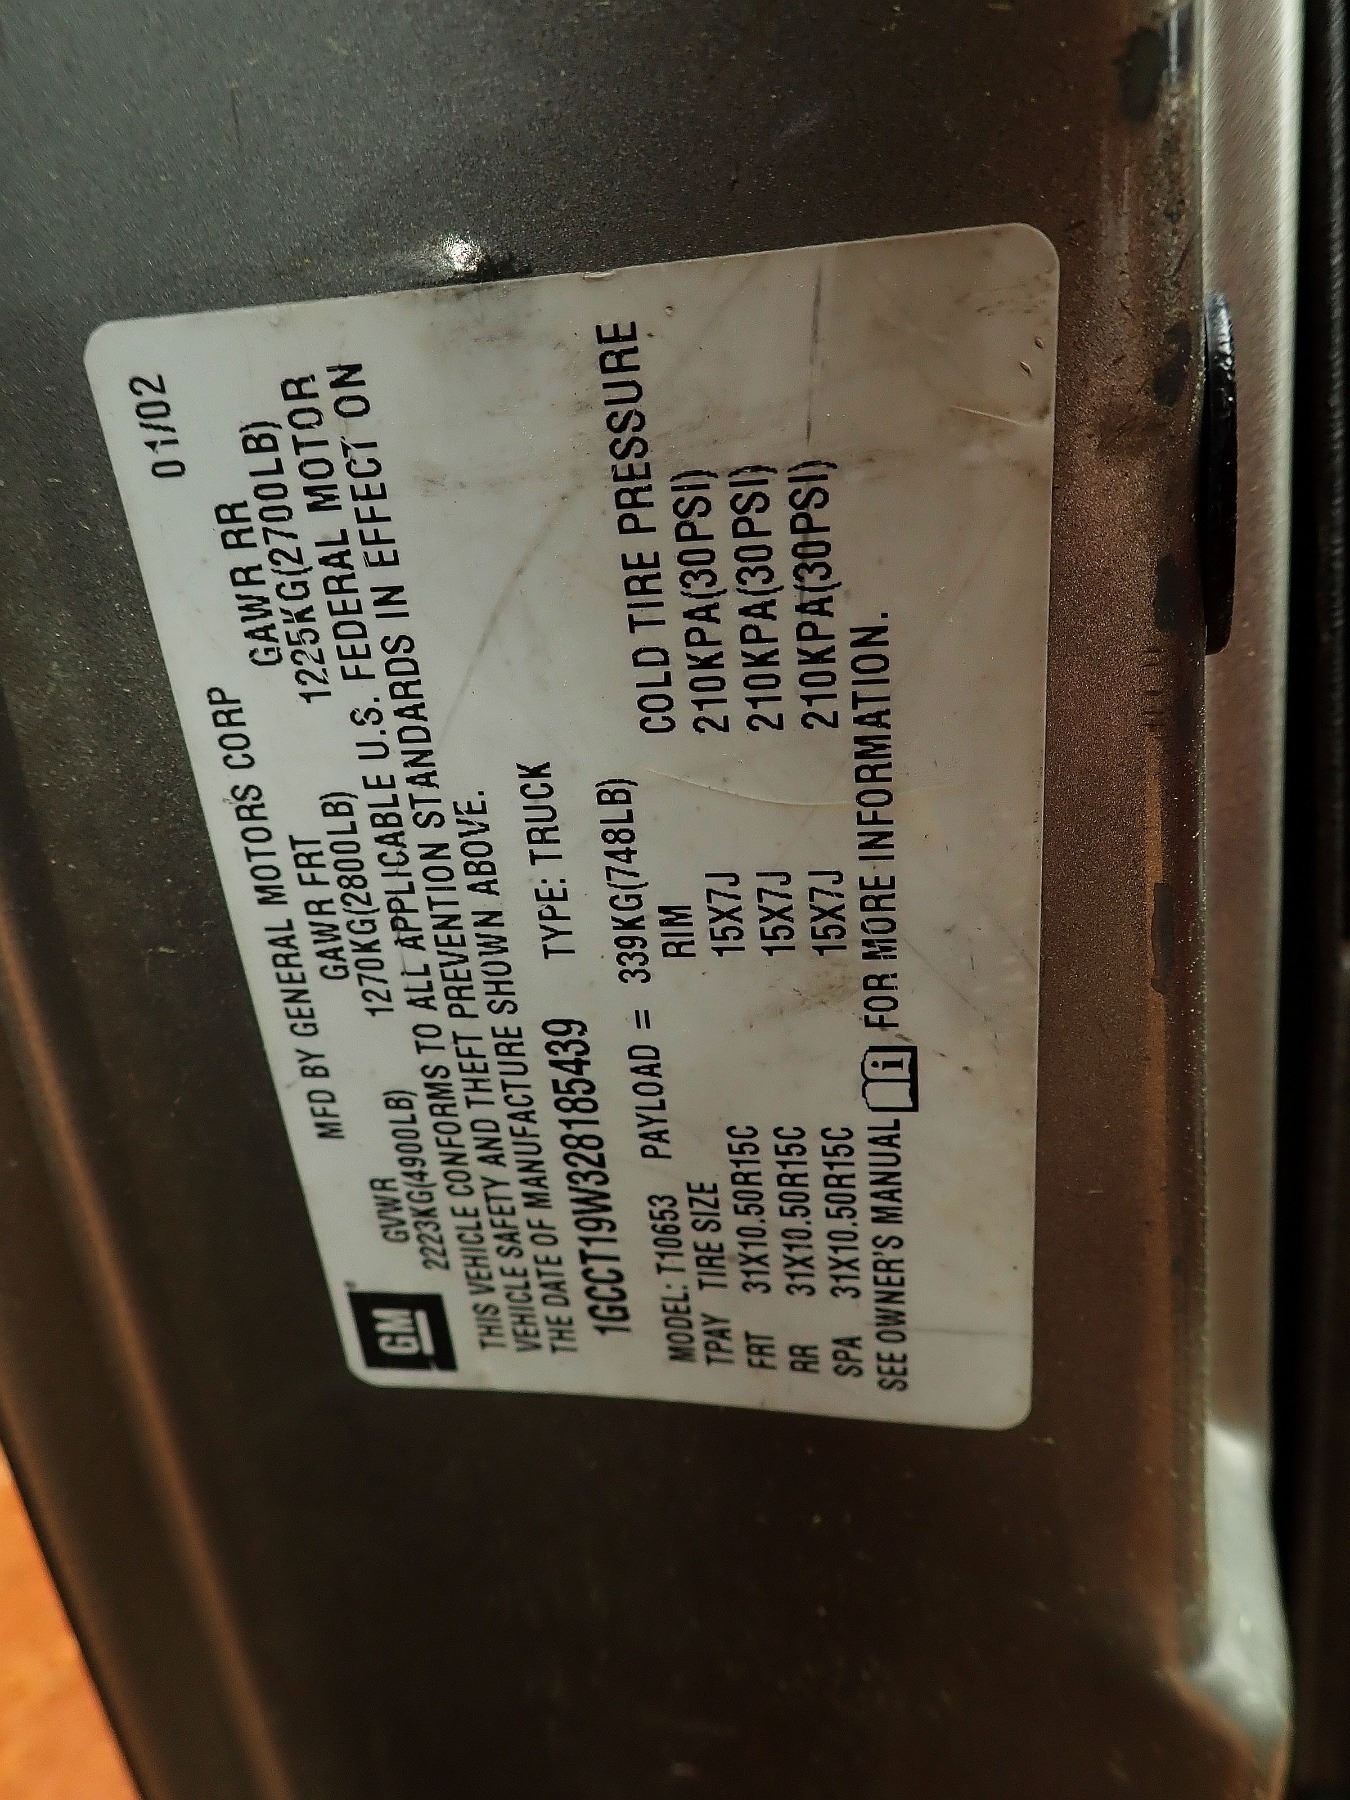 GM
MFD BY GENERAL MOTORS CORP 01/02
GVWR GAWR FRT GAWR RR
2223KG(4900LB) 1270KG(2800LB) 1225KG(2700LB)
THIS VEHICLE CONFORMS TO ALL APPLICABLE U.S. FEDERAL MOTOR
VEHICLE SAFETY AND THEFT PREVENTION STANDARDS IN EFFECT ON
THE DATE OF MANUFACTURE SHOWN ABOVE.
1GCCT19W328185439 TYPE: TRUCK
MODEL: T10653 PAYLOAD = 339KG(748LB)
TPAY TIRE SIZE RIM COLD TIRE PRESSURE
FRT 31X10.50R15C 15X7J 210KPA(30PSI)
RR 31X10.50R15C 15X7J 210KPA(30PSI)
SPA 31X10.50R15C 15X7J 210KPA(30PSI)
SEE OWNER'S MANUAL i FOR MORE INFORMATION.